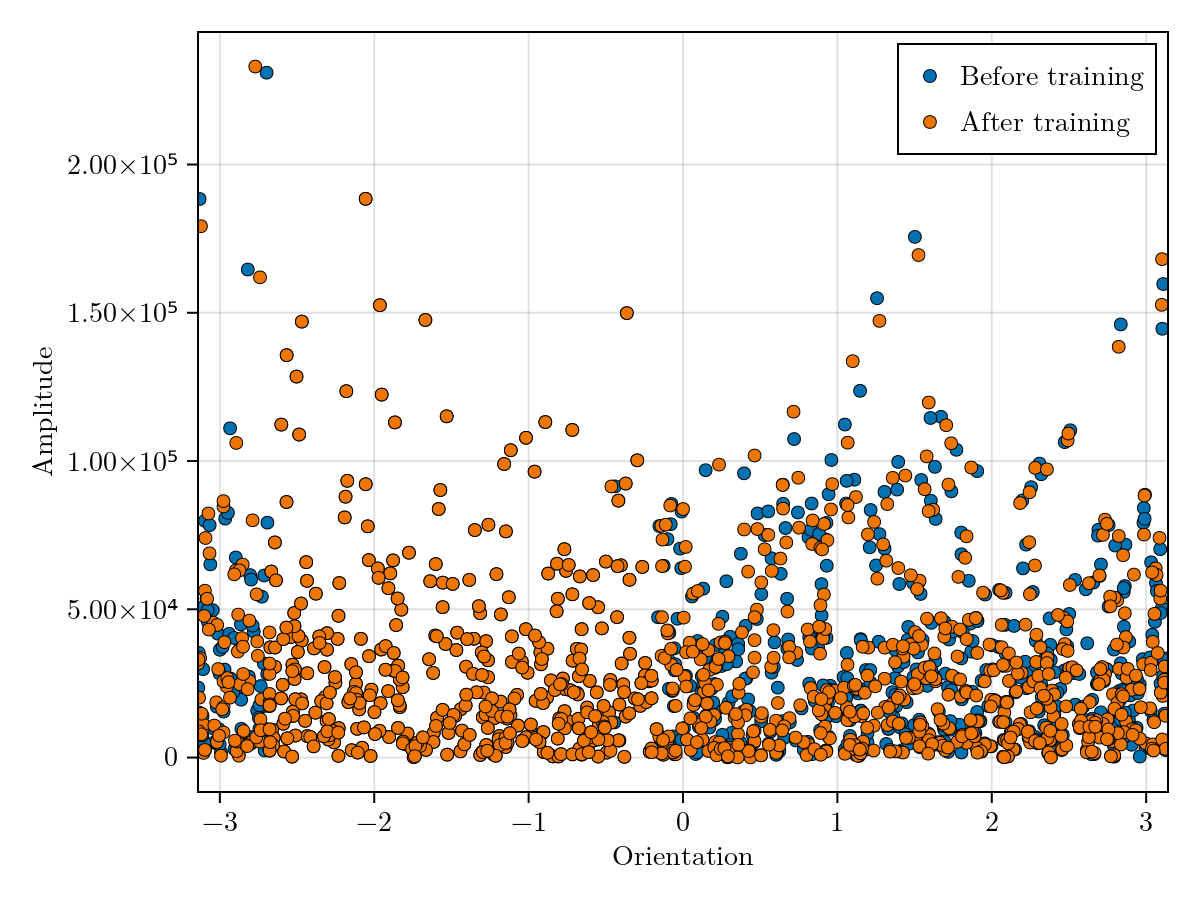 Before training
After training
2.00×10⁵
1.50×10⁵
1.00×10⁵
5.00×10⁴
0
Amplitude
−3 −2 −1 0 1 2 3
Orientation